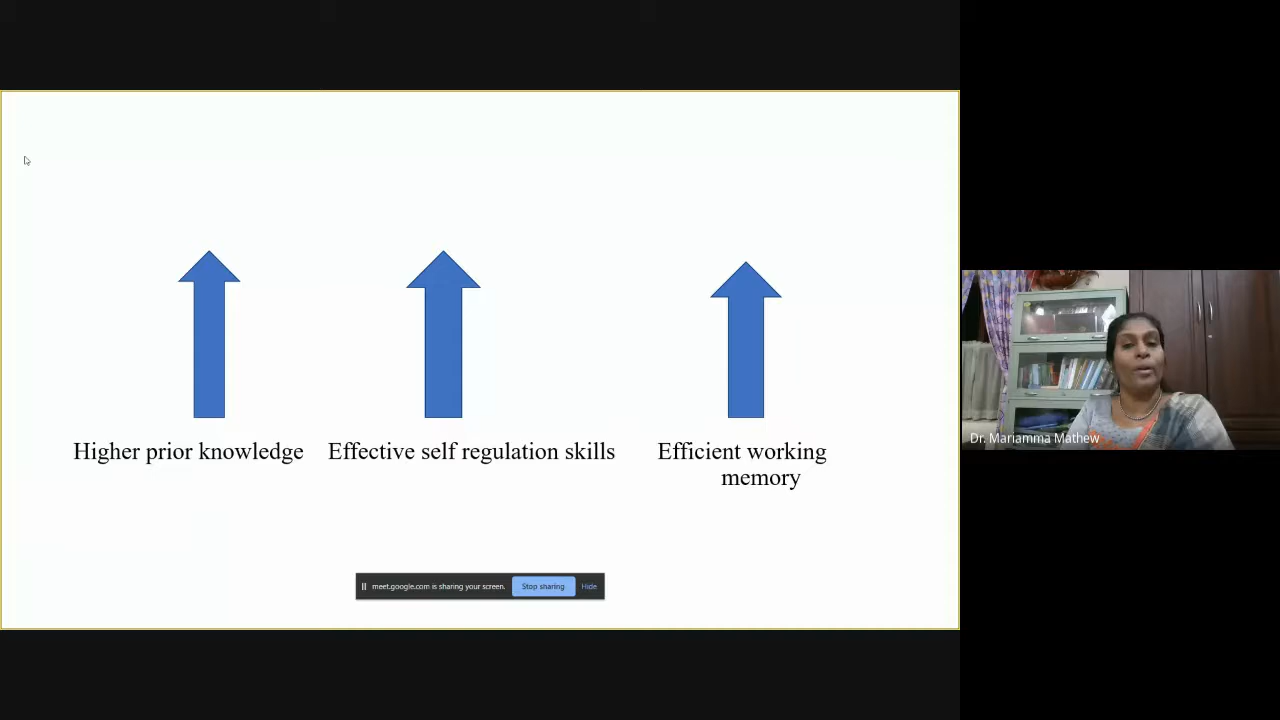 Higher prior knowledge
Effective self regulation skills
Efficient working
memory
meet.google.com is sharing your screen.
Stop sharing
Hide
Dr. Mariamma Mathew